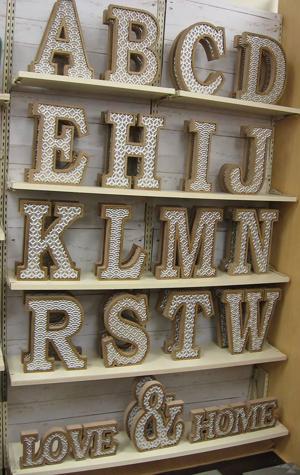 A B C D
E H I J
K L M N
R S T W
LOVE & HOME